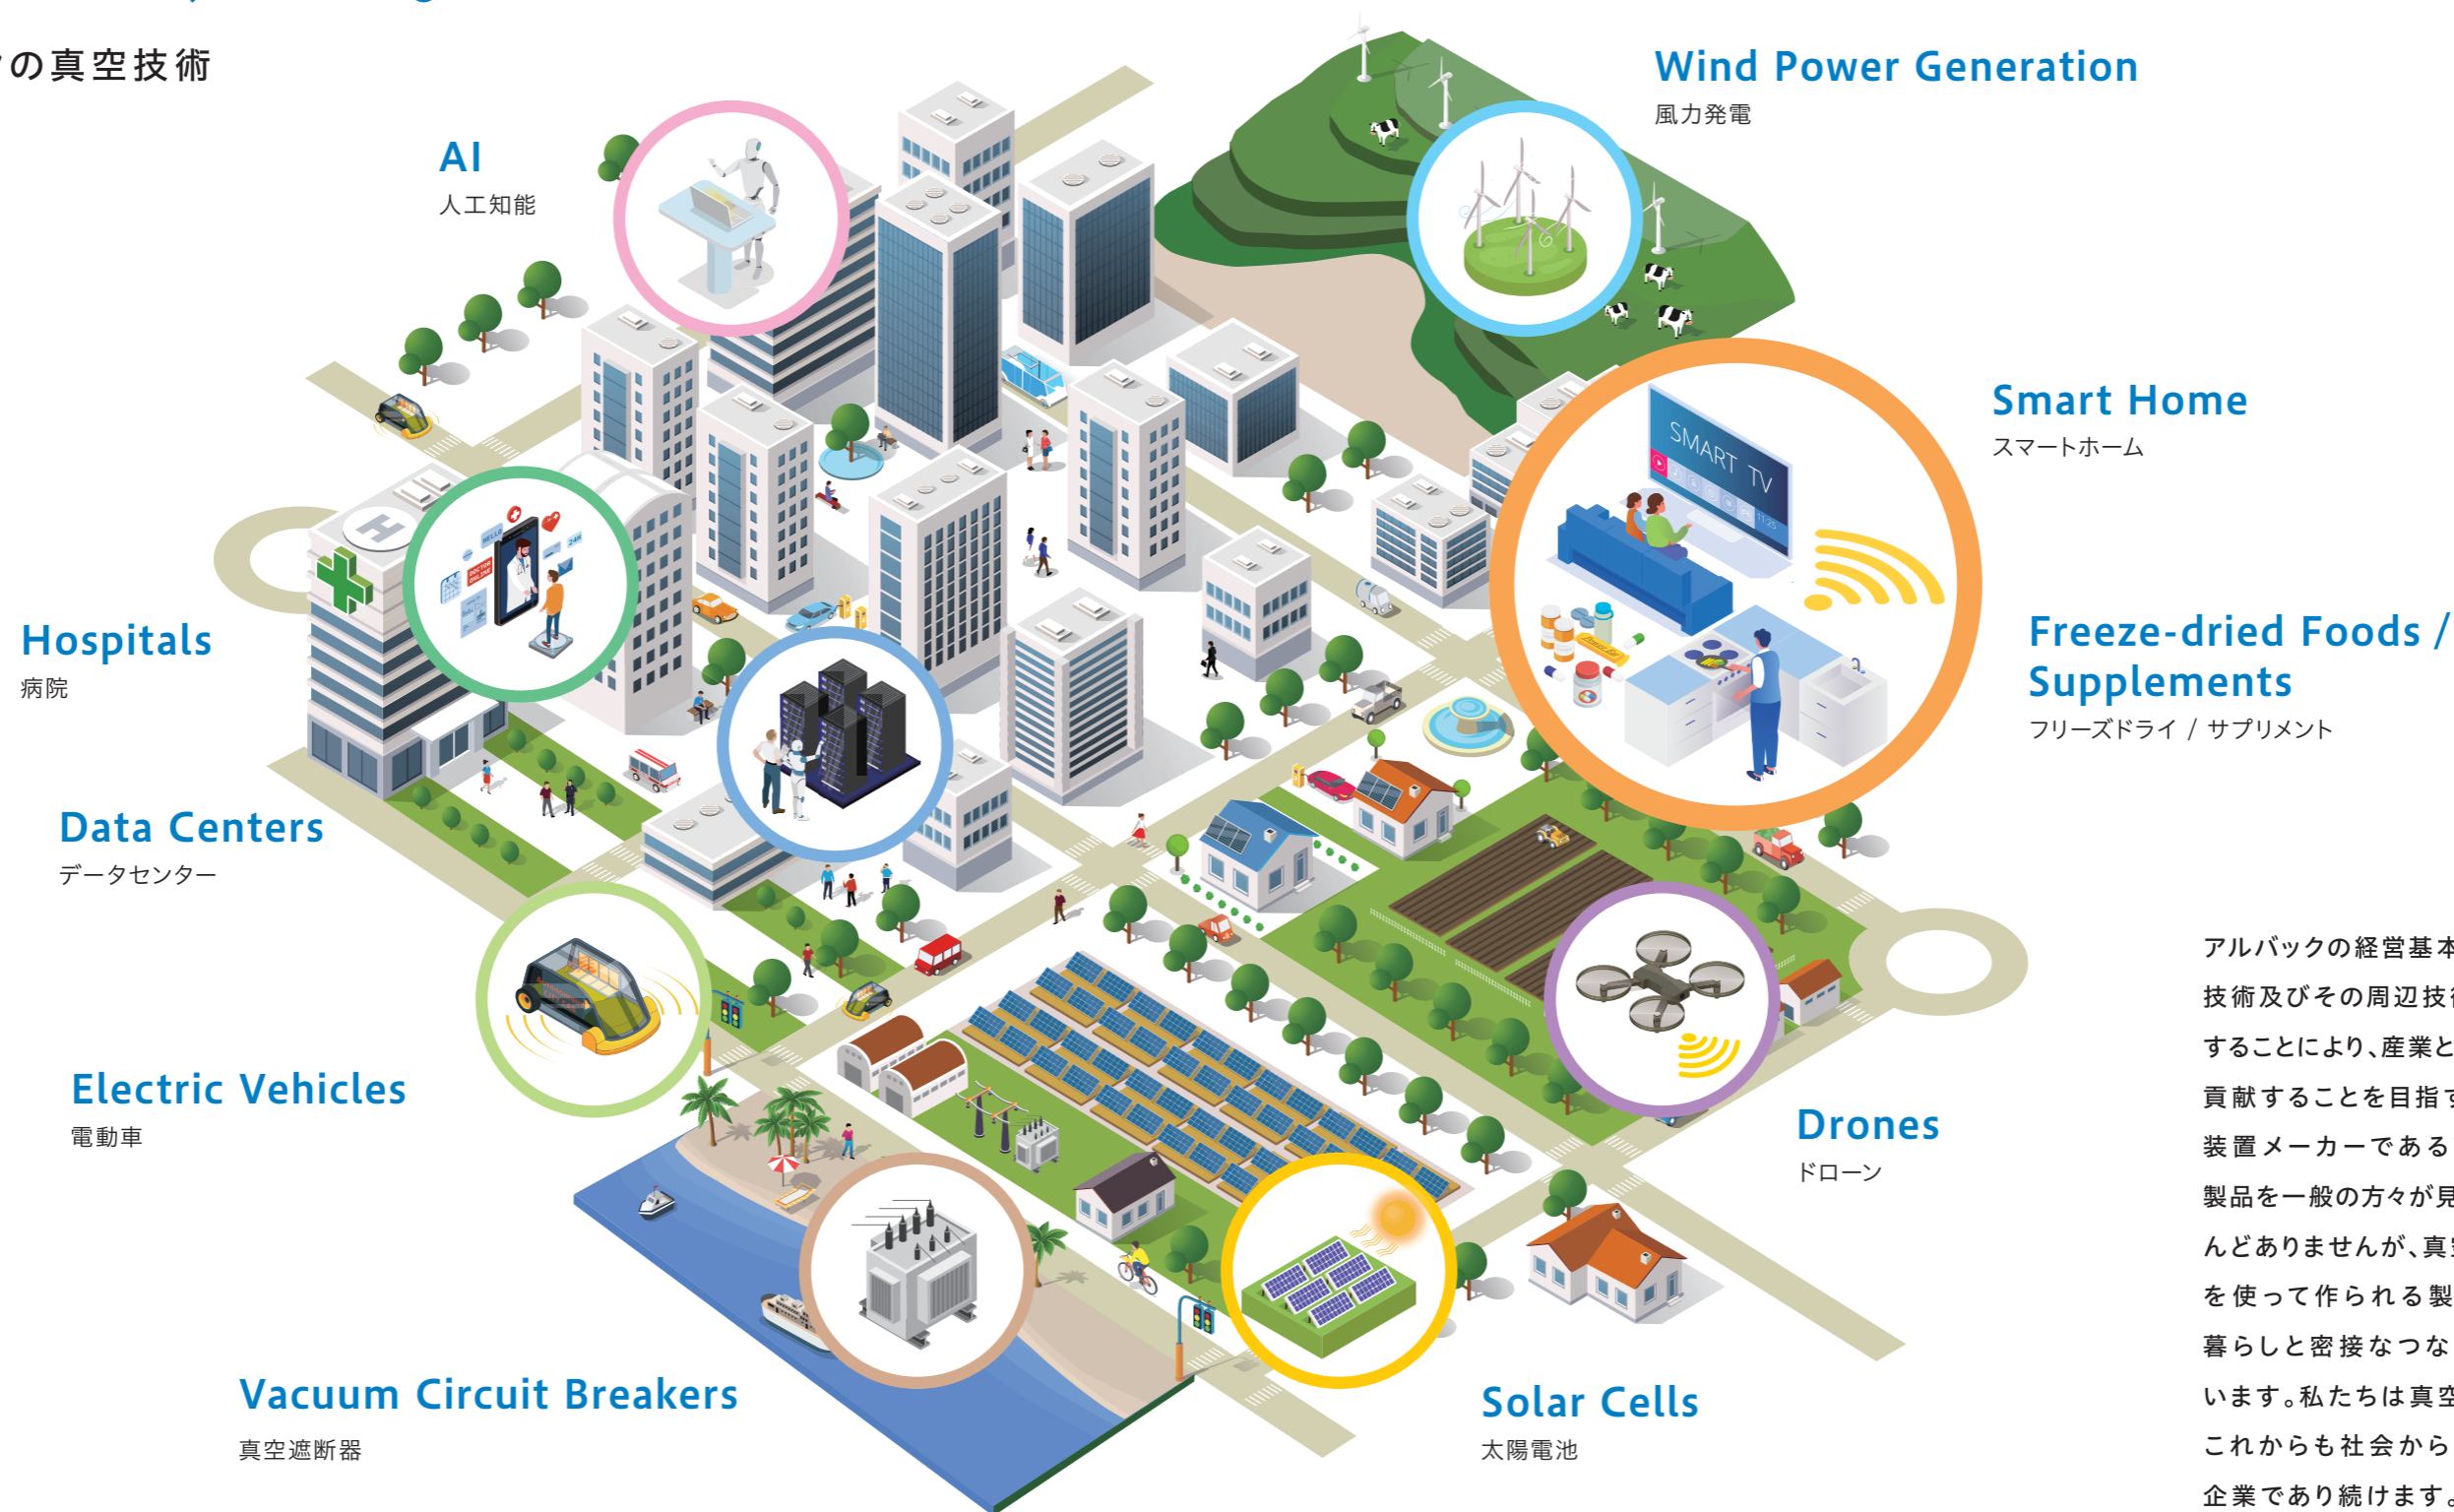 の真空技術
AI
人工知能
Wind Power Generation
風力発電
Smart Home
スマートホーム
SMART TV
11:25
HELLO
24H
DOCTOR
ONLINE
H
Hospitals
病院
Freeze-dried Foods /
Supplements
フリーズドライ / サプリメント
Data Centers
データセンター
Electric Vehicles
電動車
Drones
ドローン
Vacuum Circuit Breakers
真空遮断器
Solar Cells
太陽電池
アルバックの経営基本
技術及びその周辺技
することにより、産業と
貢献することを目指す
装置メーカーである
製品を一般の方々が見
んどありませんが、真
を使って作られる製
暮らしと密接なつな
います。私たちは真空
これからも社会から
企業であり続けます。